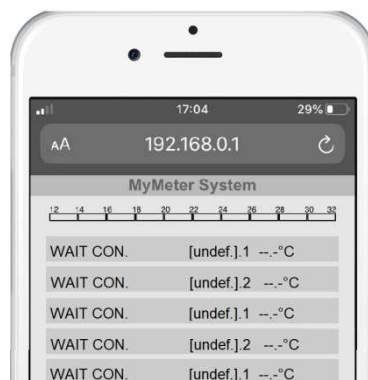 17:04 29%
AA 192.168.0.1
MyMeter System
12 14 16 18 20 22 24 26 28 30 32
WAIT CON. [undef.].1 --.-°C
WAIT CON. [undef.].2 --.-°C
WAIT CON. [undef.].1 --.-°C
WAIT CON. [undef.].2 --.-°C
WAIT CON. [undef.].1 --.-°C